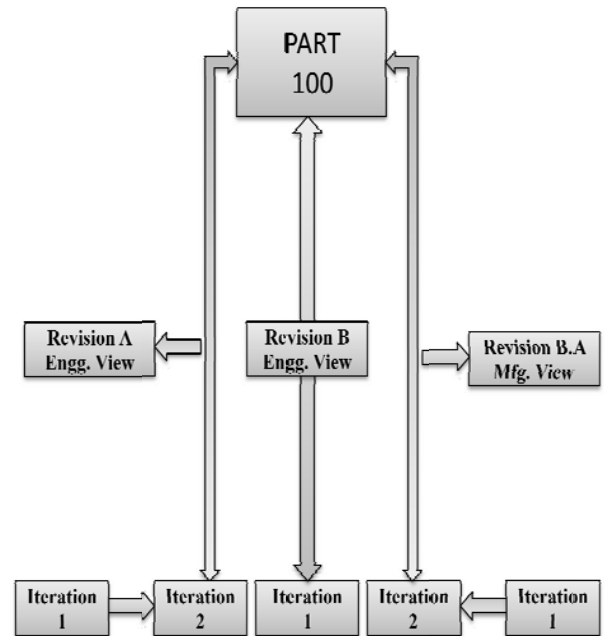 PART
100
Revision A
Engg. View
Revision B
Engg. View
Revision B.A
Mfg. View
Iteration
1
Iteration
2
Iteration
1
Iteration
2
Iteration
1